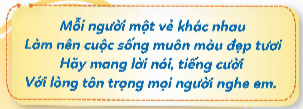 Mỗi người một vẻ khác nhau
Làm nên cuộc sống muôn màu đẹp tươi
Hãy mang lời nói, tiếng cười
Với lòng tôn trọng mọi người nghe em.